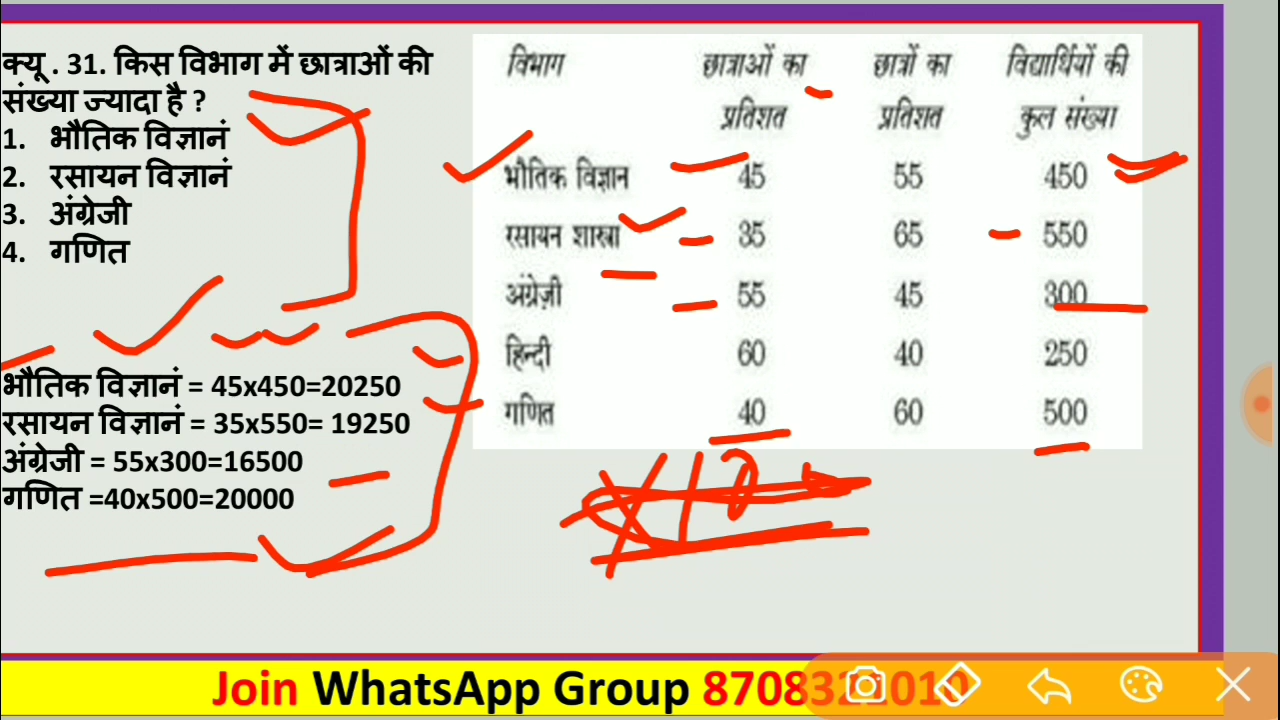 क्यू . 31. किस विभाग में छात्राओं की
संख्या ज्यादा है ?
1. भौतिक विज्ञानं
2. रसायन विज्ञानं
3. अंग्रेजी
4. गणित
भौतिक विज्ञानं = 45x450=20250
रसायन विज्ञानं = 35x550= 19250
अंग्रेजी = 55x300=16500
गणित =40x500=20000
विभाग छात्राओं का छात्रों का विद्यार्थियों की
प्रतिशत प्रतिशत कुल संख्या
भौतिक विज्ञान 45 55 450
रसायन शास्त्रा 35 65 550
अंग्रेज़ी 55 45 300
हिन्दी 60 40 250
गणित 40 60 500
Join WhatsApp Group